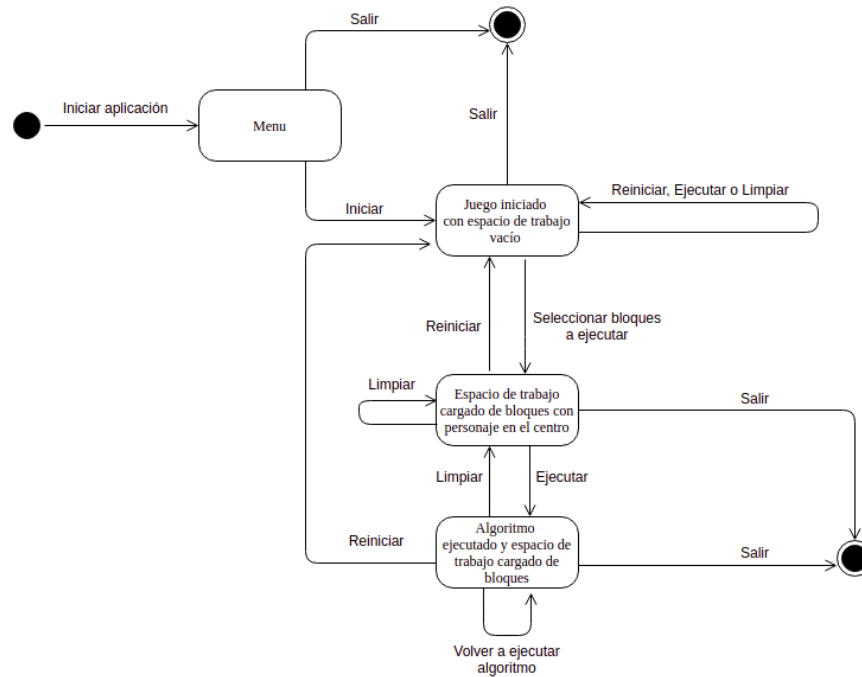 Salir
Iniciar aplicación
Menu
Salir
Iniciar
Juego iniciado
con espacio de trabajo
vacío
Reiniciar, Ejecutar o Limpiar
Reiniciar
Seleccionar bloques
a ejecutar
Limpiar
Espacio de trabajo
cargado de bloques con
personaje en el centro
Salir
Limpiar
Ejecutar
Reiniciar
Algoritmo
ejecutado y espacio de
trabajo cargado de
bloques
Salir
Volver a ejecutar
algoritmo